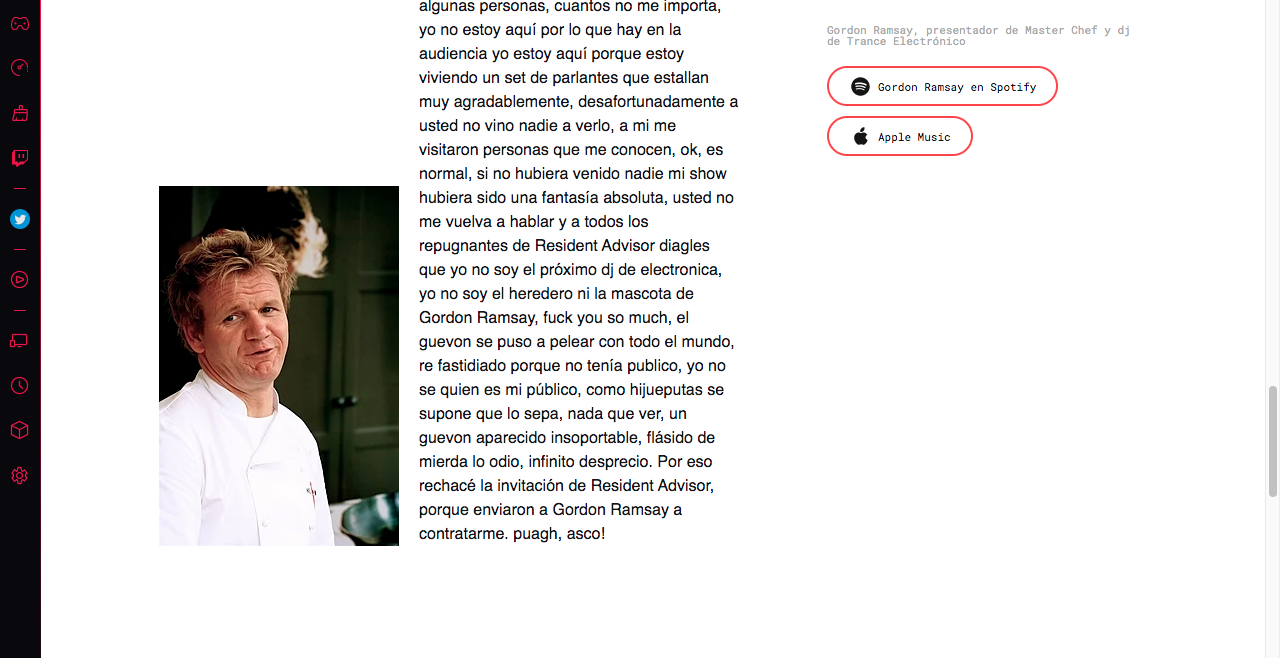 algunas personas, cuantos no me importa,
yo no estoy aquí por lo que hay en la
audiencia yo estoy aquí porque estoy
viviendo un set de parlantes que estallan
muy agradablemente, desafortunadamente a
usted no vino nadie a verlo, a mi me
visitaron personas que me conocen, ok, es
normal, si no hubiera venido nadie mi show
hubiera sido una fantasía absoluta, usted no
me vuelva a hablar y a todos los
repugnantes de Resident Advisor diagles
que yo no soy el próximo dj de electronica,
yo no soy el heredero ni la mascota de
Gordon Ramsay, fuck you so much, el
guevon se puso a pelear con todo el mundo,
re fastidiado porque no tenía publico, yo no
se quien es mi público, como hijueputas se
supone que lo sepa, nada que ver, un
guevon aparecido insoportable, flásido de
mierda lo odio, infinito desprecio. Por eso
rechacé la invitación de Resident Advisor,
porque enviaron a Gordon Ramsay a
contratarme. puagh, asco!
Gordon Ramsay, presentador de Master Chef y dj
de Trance Electrónico
Gordon Ramsay en Spotify
Apple Music